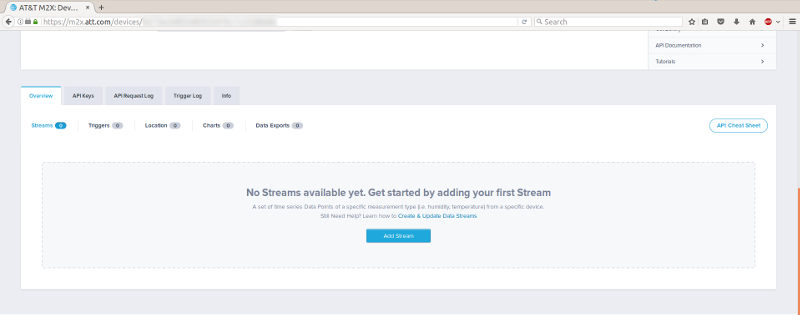 AT&T M2X: Dev...
https://m2x.att.com/devices/
Search
API Documentation
Tutorials
Overview
API Keys
API Request Log
Trigger Log
Info
Streams 0
Triggers 0
Location 0
Charts 0
Data Exports 0
API Cheat Sheet
No Streams available yet. Get started by adding your first Stream
A set of time series Data Points of a specific measurement type (i.e. humidity, temperature) from a specific device.
Still Need Help? Learn how to Create & Update Data Streams
Add Stream